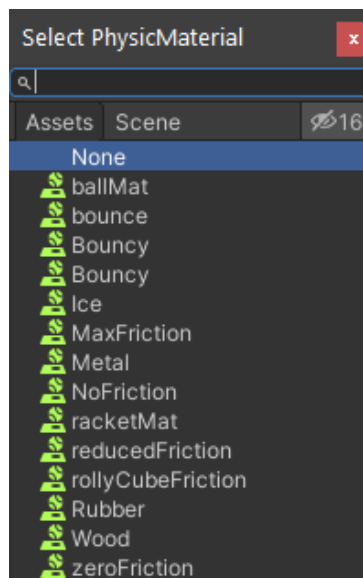 Select PhysicMaterial x
Assets Scene 16
None
ballMat
bounce
Bouncy
Bouncy
Ice
MaxFriction
Metal
NoFriction
racketMat
reducedFriction
rollyCubeFriction
Rubber
Wood
zeroFriction